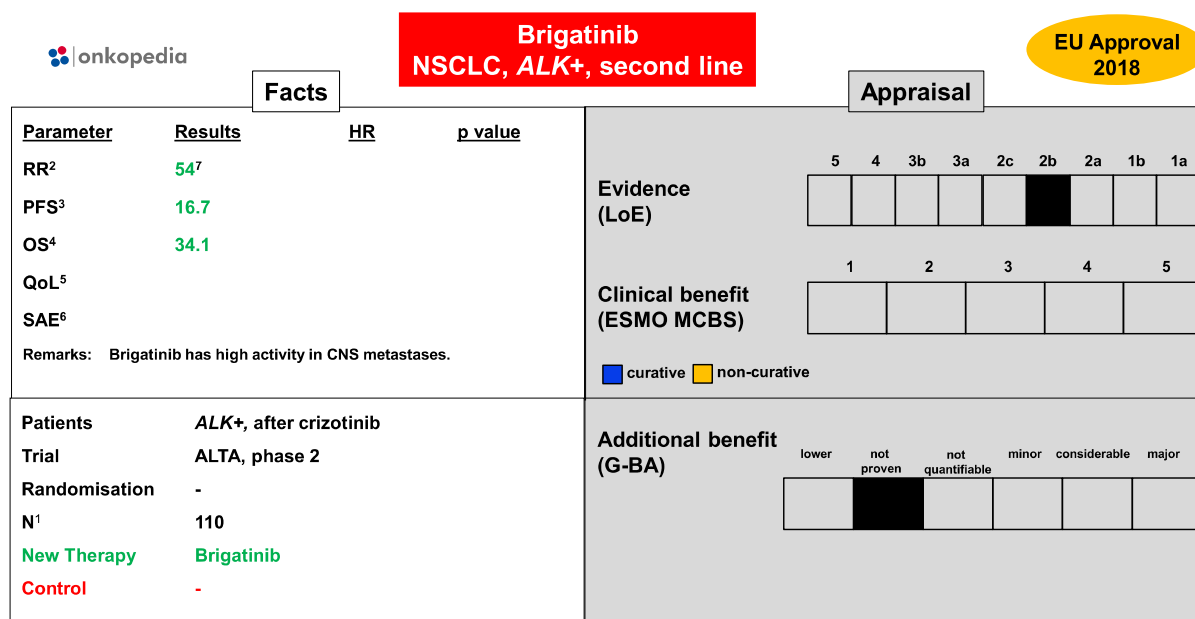 onkopedia
Brigatinib
NSCLC, ALK+, second line
EU Approval
2018
Facts
Parameter Results HR p value
RR² 54⁷
PFS³ 16.7
OS⁴ 34.1
QoL⁵
SAE⁶
Remarks: Brigatinib has high activity in CNS metastases.
Patients ALK+, after crizotinib
Trial ALTA, phase 2
Randomisation -
N¹ 110
New Therapy Brigatinib
Control -
Appraisal
5 4 3b 3a 2c 2b 2a 1b 1a
Evidence
(LoE)
1 2 3 4 5
Clinical benefit
(ESMO MCBS)
curative non-curative
Additional benefit
(G-BA)
lower not proven not quantifiable minor considerable major